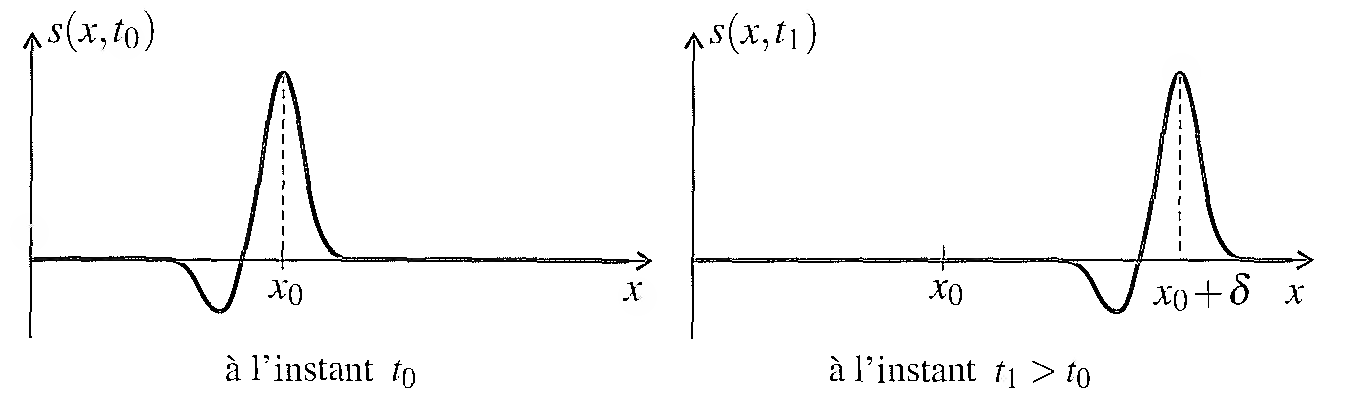 s(x,t₀)
x₀
x
à l'instant t₀
s(x,t₁)
x₀
x₀+δ
x
à l'instant t₁ > t₀